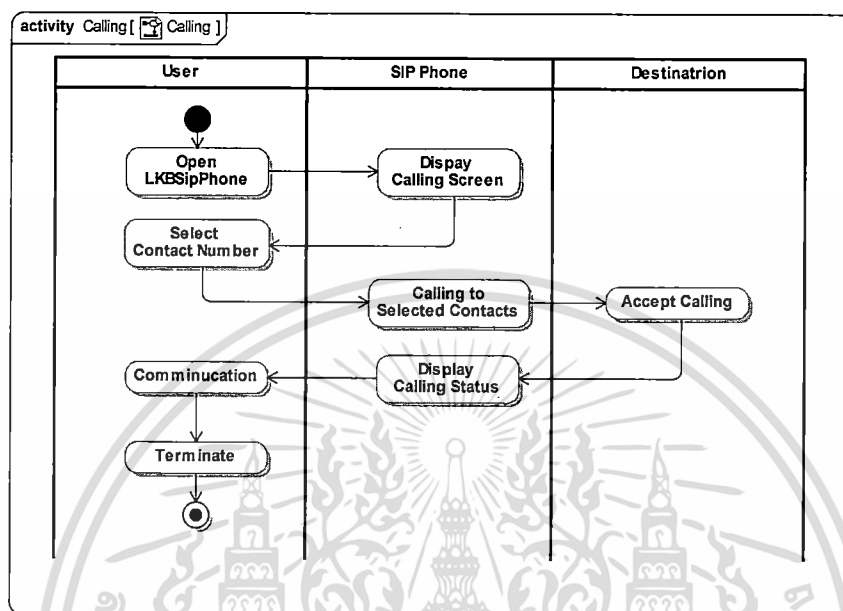 activity Calling [ Calling ]
User
SIP Phone
Destinatrion
Open
LKBSipPhone
Dispay
Calling Screen
Select
Contact Number
Calling to
Selected Contacts
Accept Calling
Display
Calling Status
Comminucation
Terminate